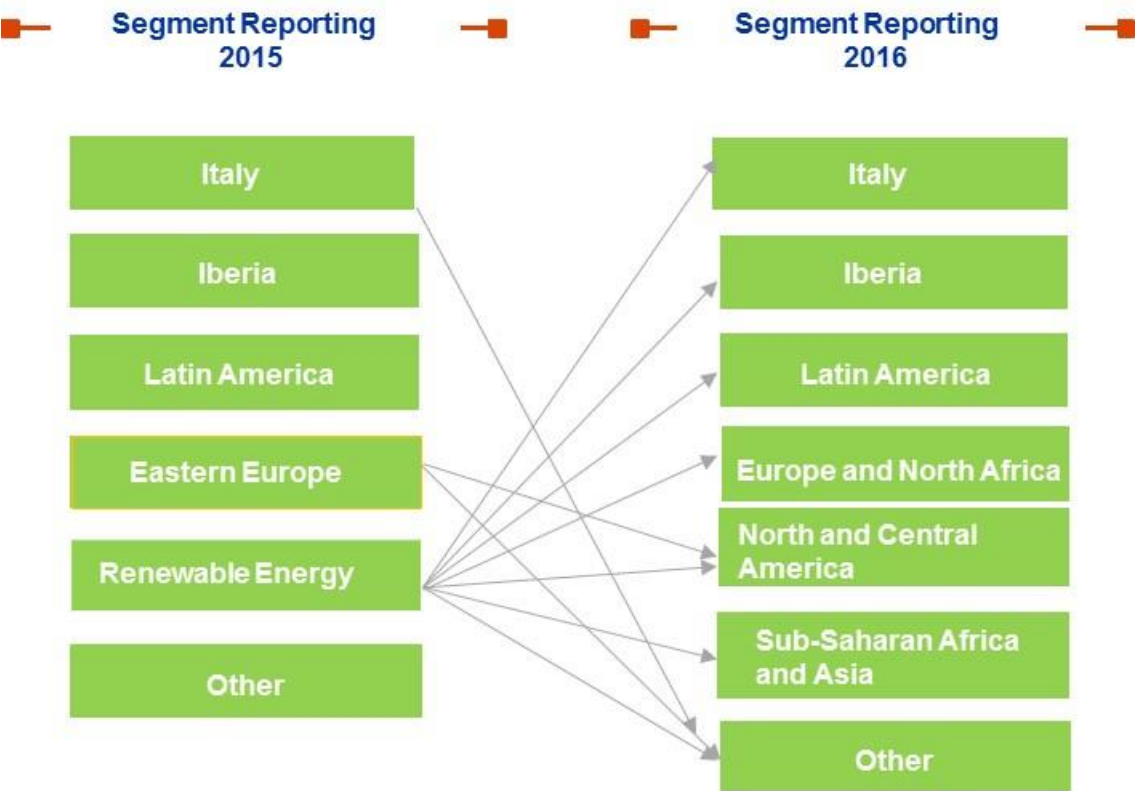 Segment Reporting
2015
Segment Reporting
2016
Italy
Iberia
Latin America
Eastern Europe
Renewable Energy
Other
Italy
Iberia
Latin America
Europe and North Africa
North and Central
America
Sub-Saharan Africa
and Asia
Other